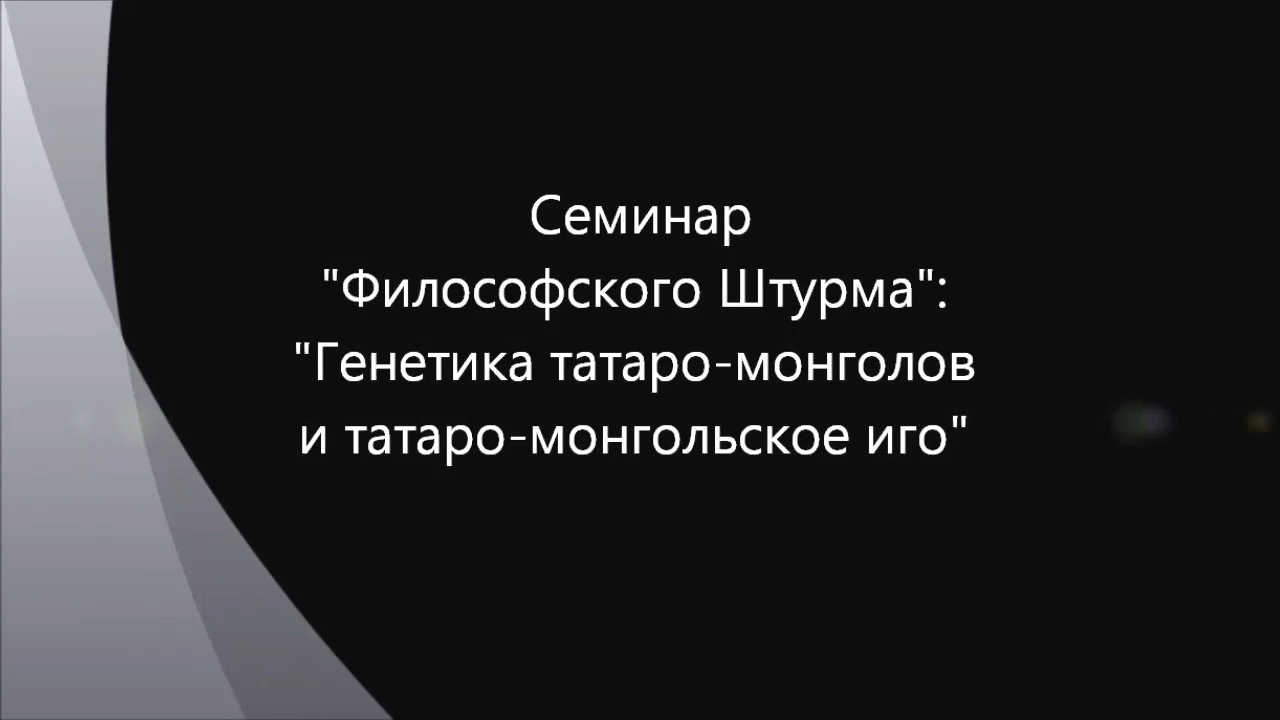 Семинар
"Философского Штурма":
"Генетика татаро-монголов
и татаро-монгольское иго"